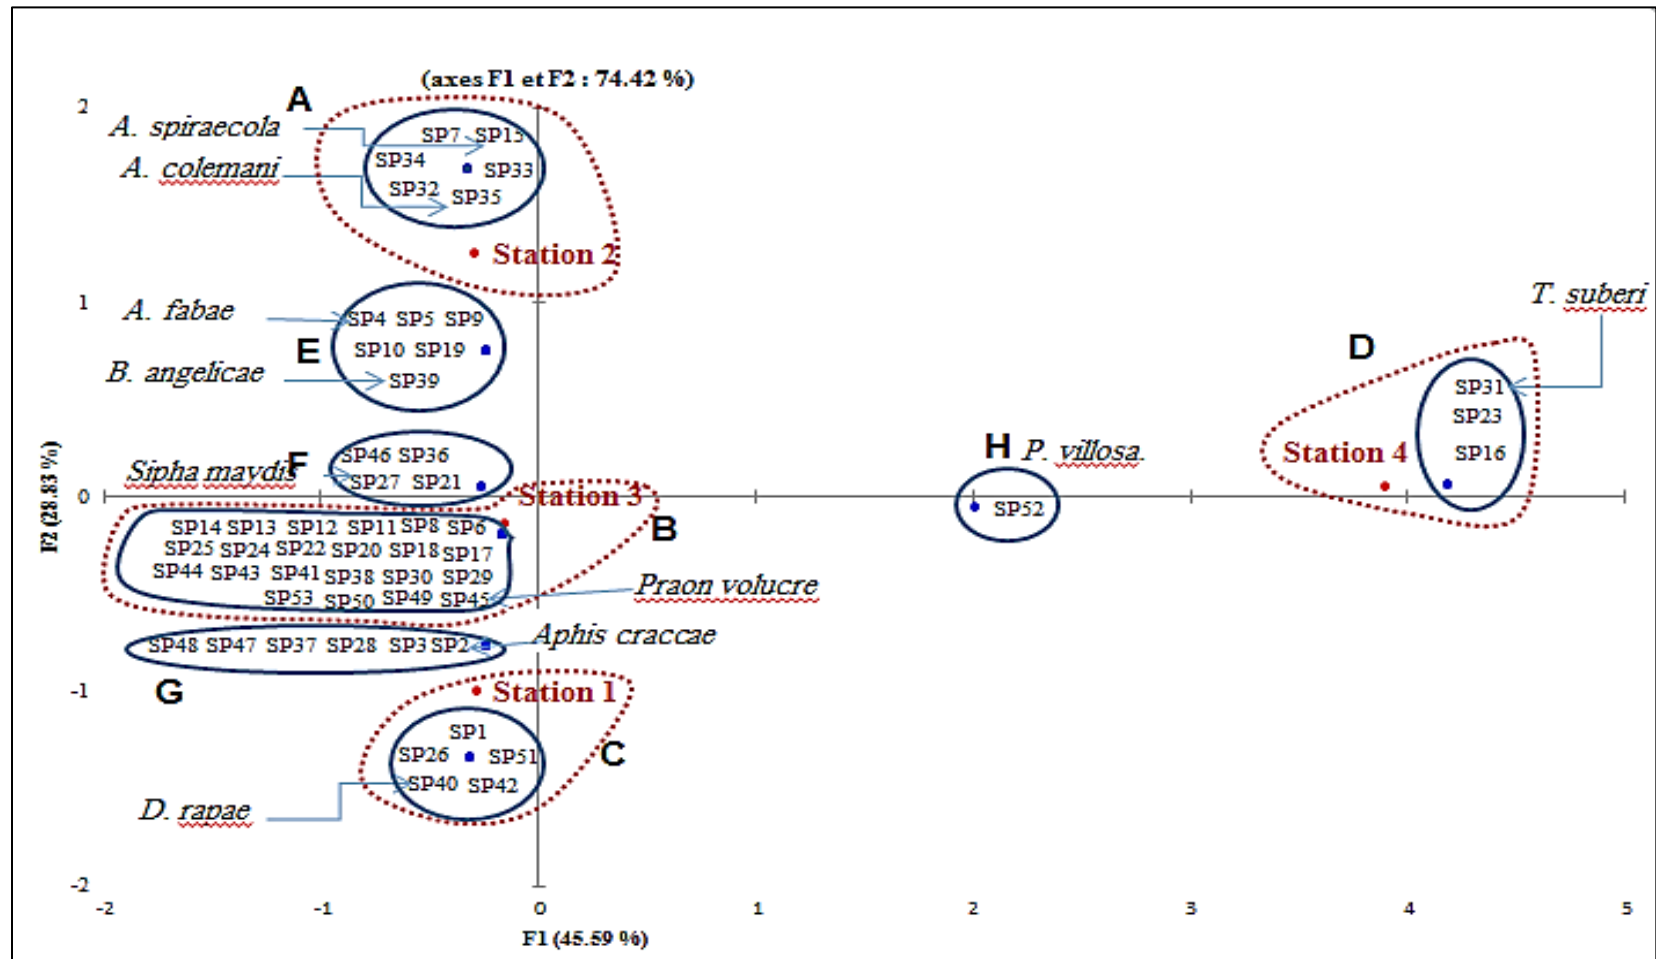 (axes F1 et F2 : 74.42 %)
A
2
A. spiraecola
SP7 SP15
A. colemani
SP34
SP33
SP32
SP35
Station 2
1
A. fabae
SP4 SP5 SP9
E
SP10 SP19
B. angelicae
SP39
T. suberi
D
SP31
SP23
Station 4
SP16
H
P. villosa.
SP52
F
SP46 SP36
Sipha maydis
SP27 SP21
0
Station 3
B
SP14 SP13 SP12 SP11 SP8 SP6
SP25 SP24 SP22 SP20 SP18 SP17
SP44 SP43 SP41 SP38 SP30 SP29
SP53 SP50 SP49 SP45
Praon volucre
Aphis craccae
SP48 SP47 SP37 SP28 SP3 SP2
G
-1
Station 1
SP1
SP26 SP51
C
SP40 SP42
D. rapae
-2
-2 -1 0 1 2 3 4 5
F1 (45.59 %)
F2 (28.83 %)